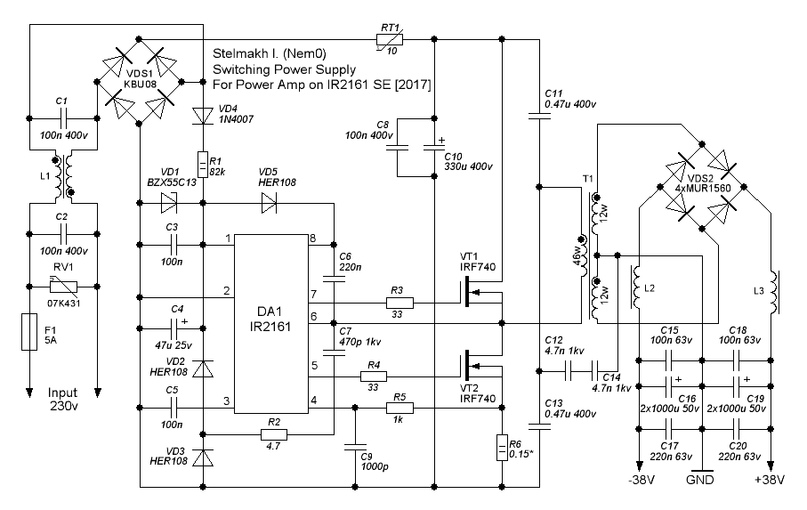 RT1
10
Stelmakh I. (Nem0)
Switching Power Supply
For Power Amp on IR2161 SE [2017]
VDS1
KBU08
C1
100n 400v
VD4
1N4007
C8
100n 400v
C10
330u 400v
C11
0.47u 400v
L1
R1
82k
VD1
BZX55C13
VD5
HER108
T1
VDS2
4xMUR1560
12w
46w
12w
C2
100n 400v
C3
100n
1
8
C6
220n
VT1
IRF740
RV1
07K431
2
7
R3
33
DA1
IR2161
L2
L3
F1
5A
C4
47u 25v
6
C7
470p 1kv
C12
4.7n 1kv
C14
4.7n 1kv
C15
100n 63v
C18
100n 63v
VD2
HER108
5
R4
33
VT2
IRF740
C16
2x1000u 50v
C19
2x1000u 50v
Input
230v
C5
100n
3
4
R5
1k
C13
0.47u 400v
R2
4.7
C17
220n 63v
C20
220n 63v
VD3
HER108
C9
1000p
R6
0.15*
-38V
GND
+38V